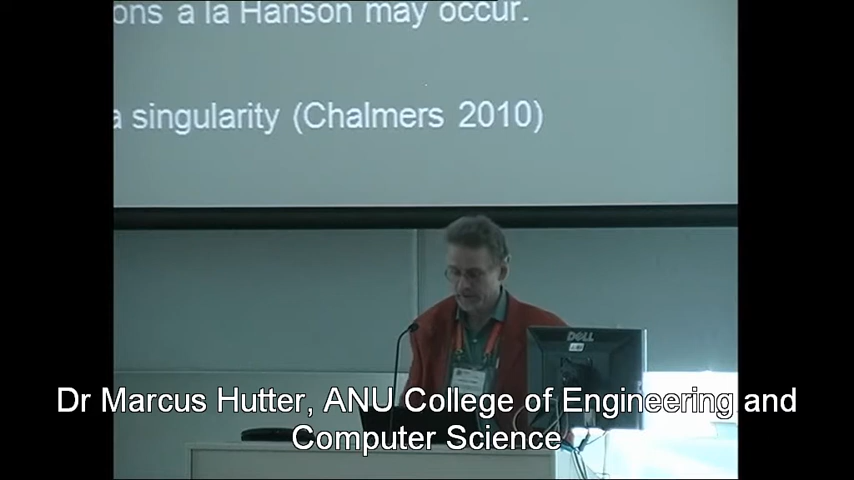 ons a la Hanson may occur.
a singularity (Chalmers 2010)
DELL
Dr Marcus Hutter, ANU College of Engineering and
Computer Science